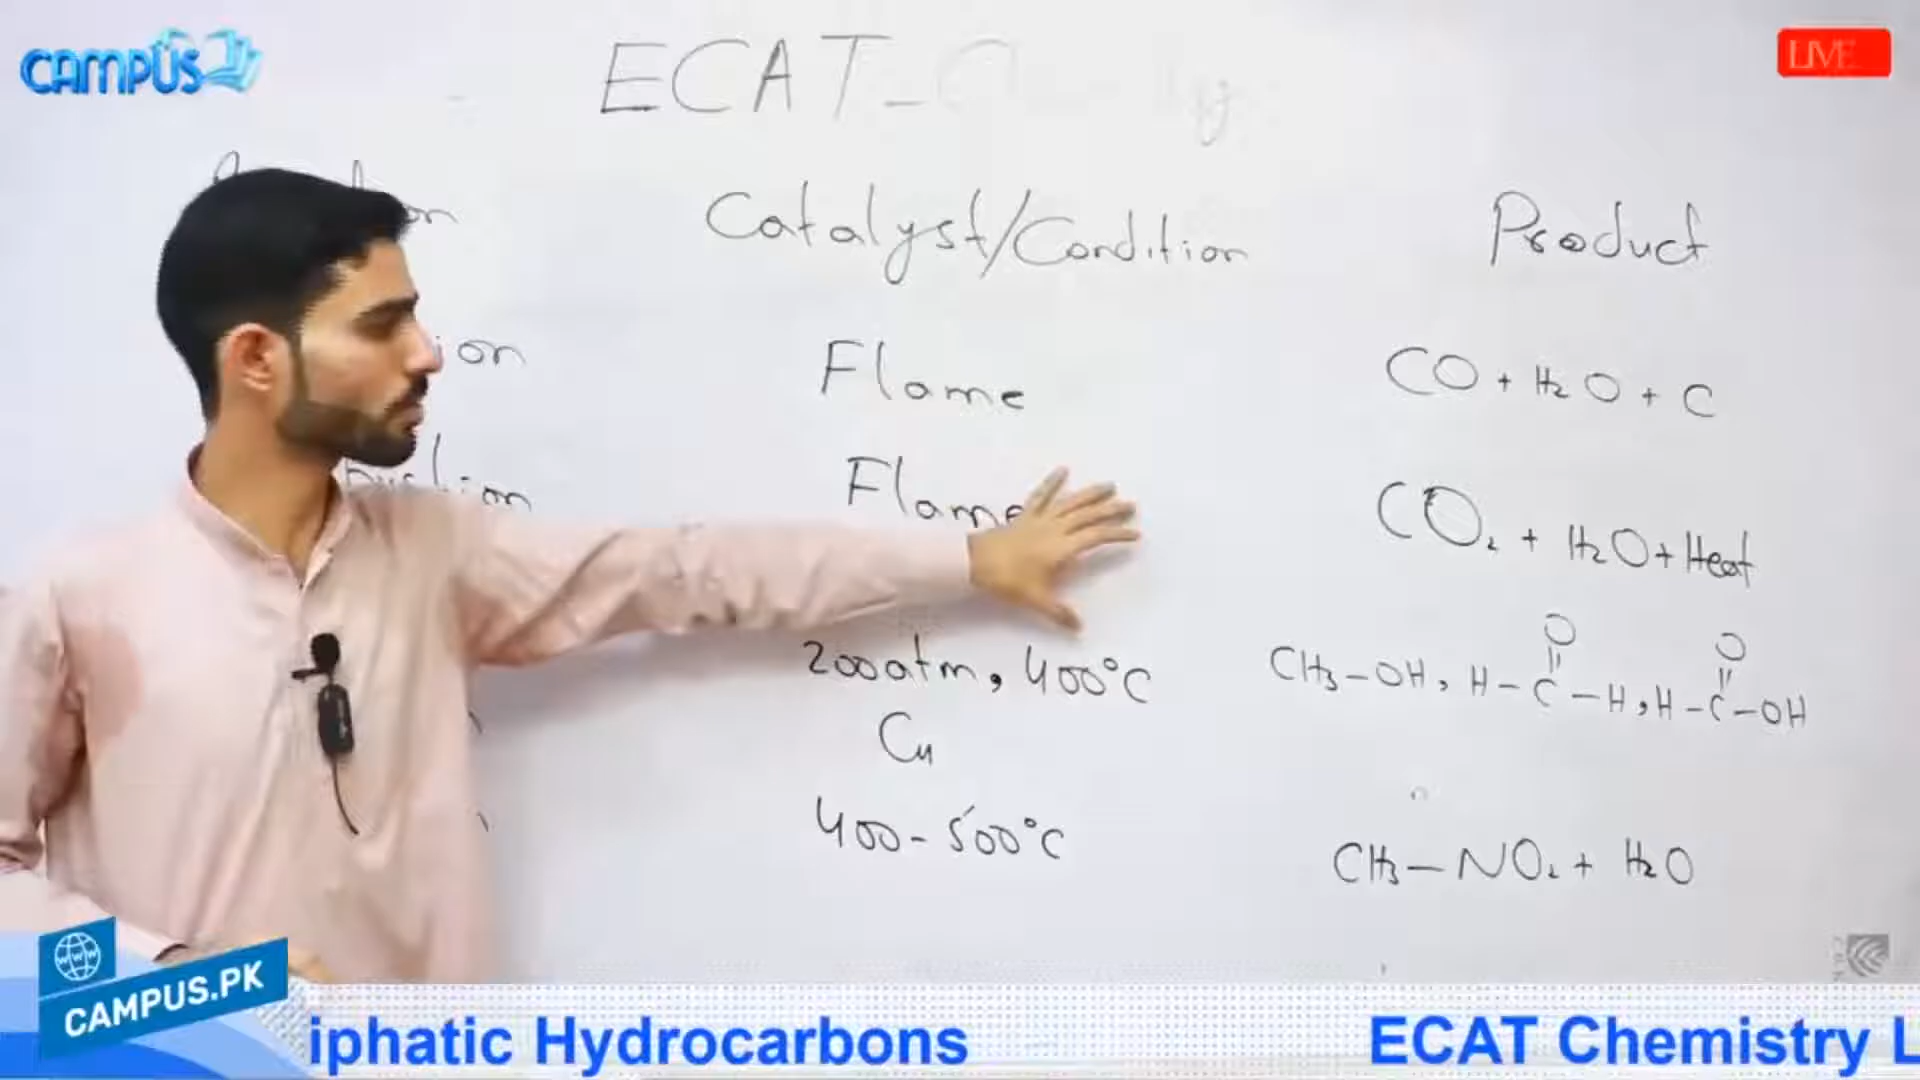 CAMPUS
LIVE
ECAT-
Catalyst/Condition
Product
Flame
CO + H₂O + C
Flame
CO₂ + H₂O + Heat
200atm, 400°C
CH₃-OH, H-C-H, H-C-OH
O O
Cu
400-500°C
CH₃-NO₂ + H₂O
www
CAMPUS.PK
iphatic Hydrocarbons
ECAT Chemistry L